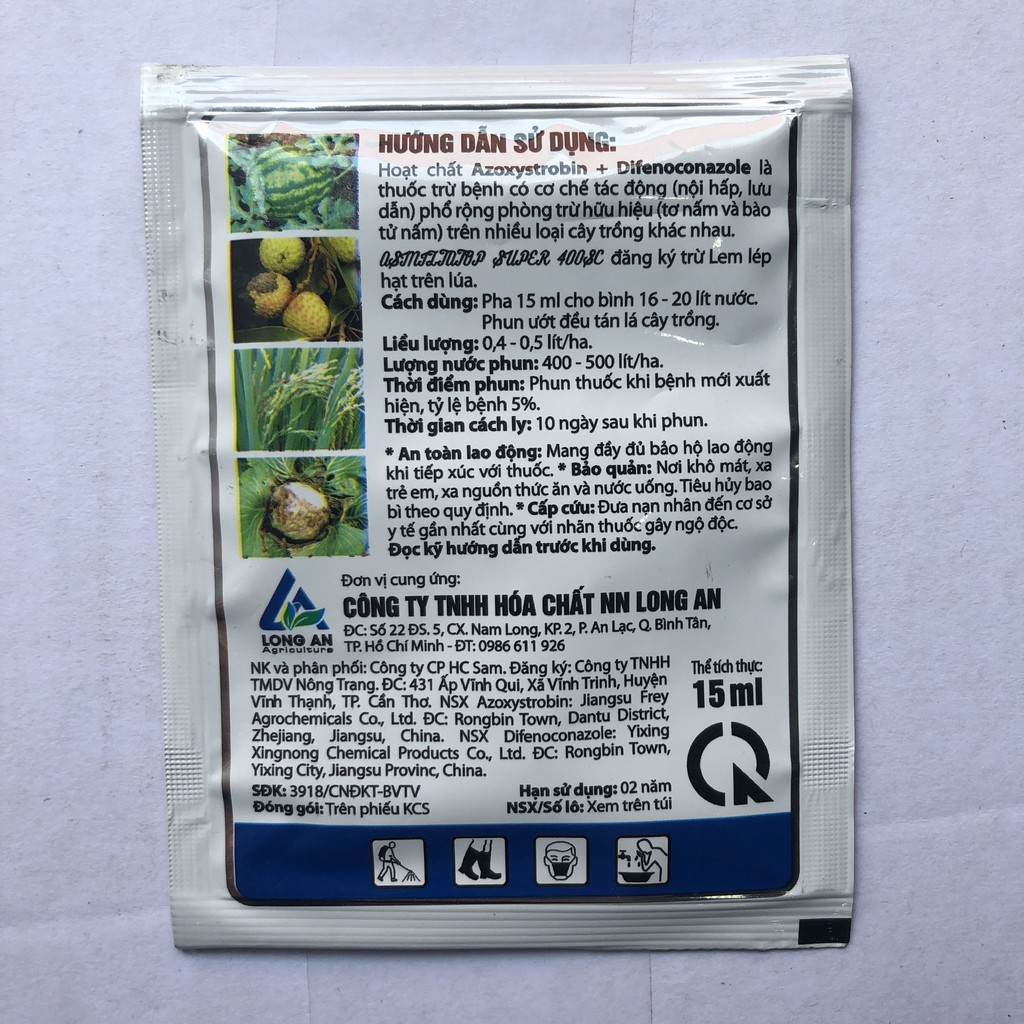 HƯỚNG DẪN SỬ DỤNG:
Hoạt chất Azoxystrobin + Difenoconazole là
thuốc trừ bệnh có cơ chế tác động (nội hấp, lưu
dẫn) phổ rộng phòng trừ hữu hiệu (tơ nấm và bào
tử nấm) trên nhiều loại cây trồng khác nhau.
SUPER 400SC đăng ký trừ Lem lép
hạt trên lúa.
Cách dùng: Pha 15 ml cho bình 16 - 20 lít nước.
Phun ướt đều tán lá cây trồng.
Liều lượng: 0,4 - 0,5 lít/ha.
Lượng nước phun: 400 - 500 lít/ha.
Thời điểm phun: Phun thuốc khi bệnh mới xuất
hiện, tỷ lệ bệnh 5%.
Thời gian cách ly: 10 ngày sau khi phun.
* An toàn lao động: Mang đầy đủ bảo hộ lao động
khi tiếp xúc với thuốc. * Bảo quản: Nơi khô mát, xa
trẻ em, xa nguồn thức ăn và nước uống. Tiêu hủy bao
bì theo quy định. * Cấp cứu: Đưa nạn nhân đến cơ sở
y tế gần nhất cùng với nhãn thuốc gây ngộ độc.
Đọc kỹ hướng dẫn trước khi dùng.
LONG AN
Agriculture
Đơn vị cung ứng:
CÔNG TY TNHH HÓA CHẤT NN LONG AN
ĐC: Số 22 ĐS. 5, CX. Nam Long, KP. 2, P. An Lạc, Q. Bình Tân,
TP. Hồ Chí Minh - ĐT: 0986 611 926
NK và phân phối: Công ty CP HC Sam. Đăng ký: Công ty TNHH
TMDV Nông Trang. ĐC: 431 Ấp Vĩnh Qui, Xã Vĩnh Trinh, Huyện
Vĩnh Thạnh, TP. Cần Thơ. NSX Azoxystrobin: Jiangsu Frey
Agrochemicals Co., Ltd. ĐC: Rongbin Town, Dantu District,
Zhejiang, Jiangsu, China. NSX Difenoconazole: Yixing
Xingnong Chemical Products Co., Ltd. ĐC: Rongbin Town,
Yixing City, Jiangsu Provinc, China.
SĐK: 3918/CNĐKT-BVTV
Đóng gói: Trên phiếu KCS
Hạn sử dụng: 02 năm
NSX/Số lô: Xem trên túi
Thể tích thực:
15 ml